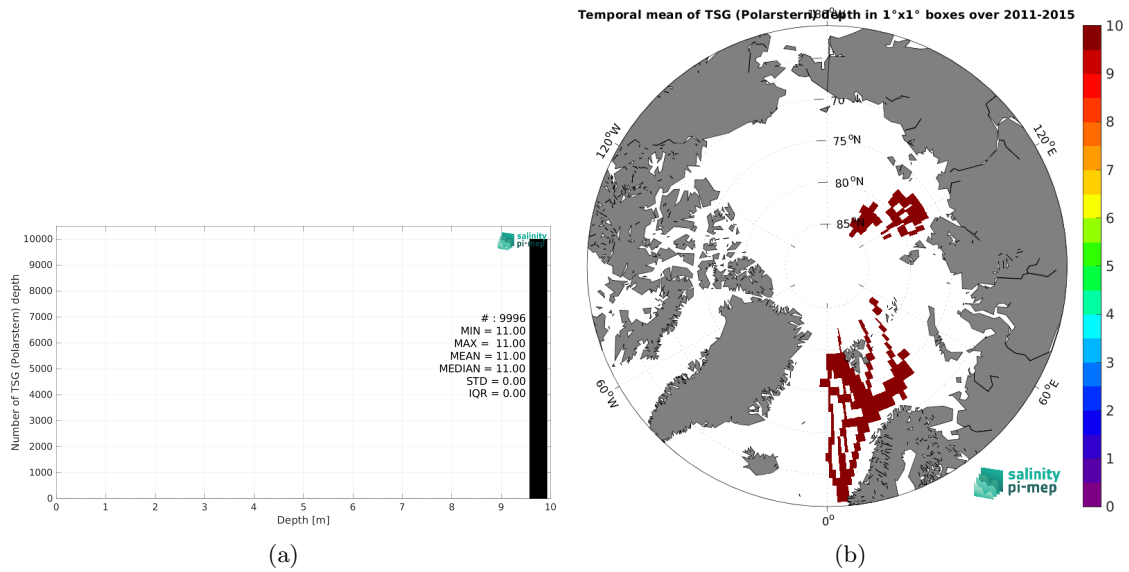 10000
9000
8000
7000
6000
5000
4000
3000
2000
1000
0
Number of TSG (Polarstern) depth
salinity
pi-mep
# : 9996
MIN = 11.00
MAX = 11.00
MEAN = 11.00
MEDIAN = 11.00
STD = 0.00
IQR = 0.00
0 1 2 3 4 5 6 7 8 9 10
Depth [m]
(a)
Temporal mean of TSG (Polarstern) depth in 1°x1° boxes over 2011-2015
180°W
120°W
120°E
70°N
75°N
80°N
85°N
60°W
60°E
0°
salinity
pi-mep
10
9
8
7
6
5
4
3
2
1
0
(b)